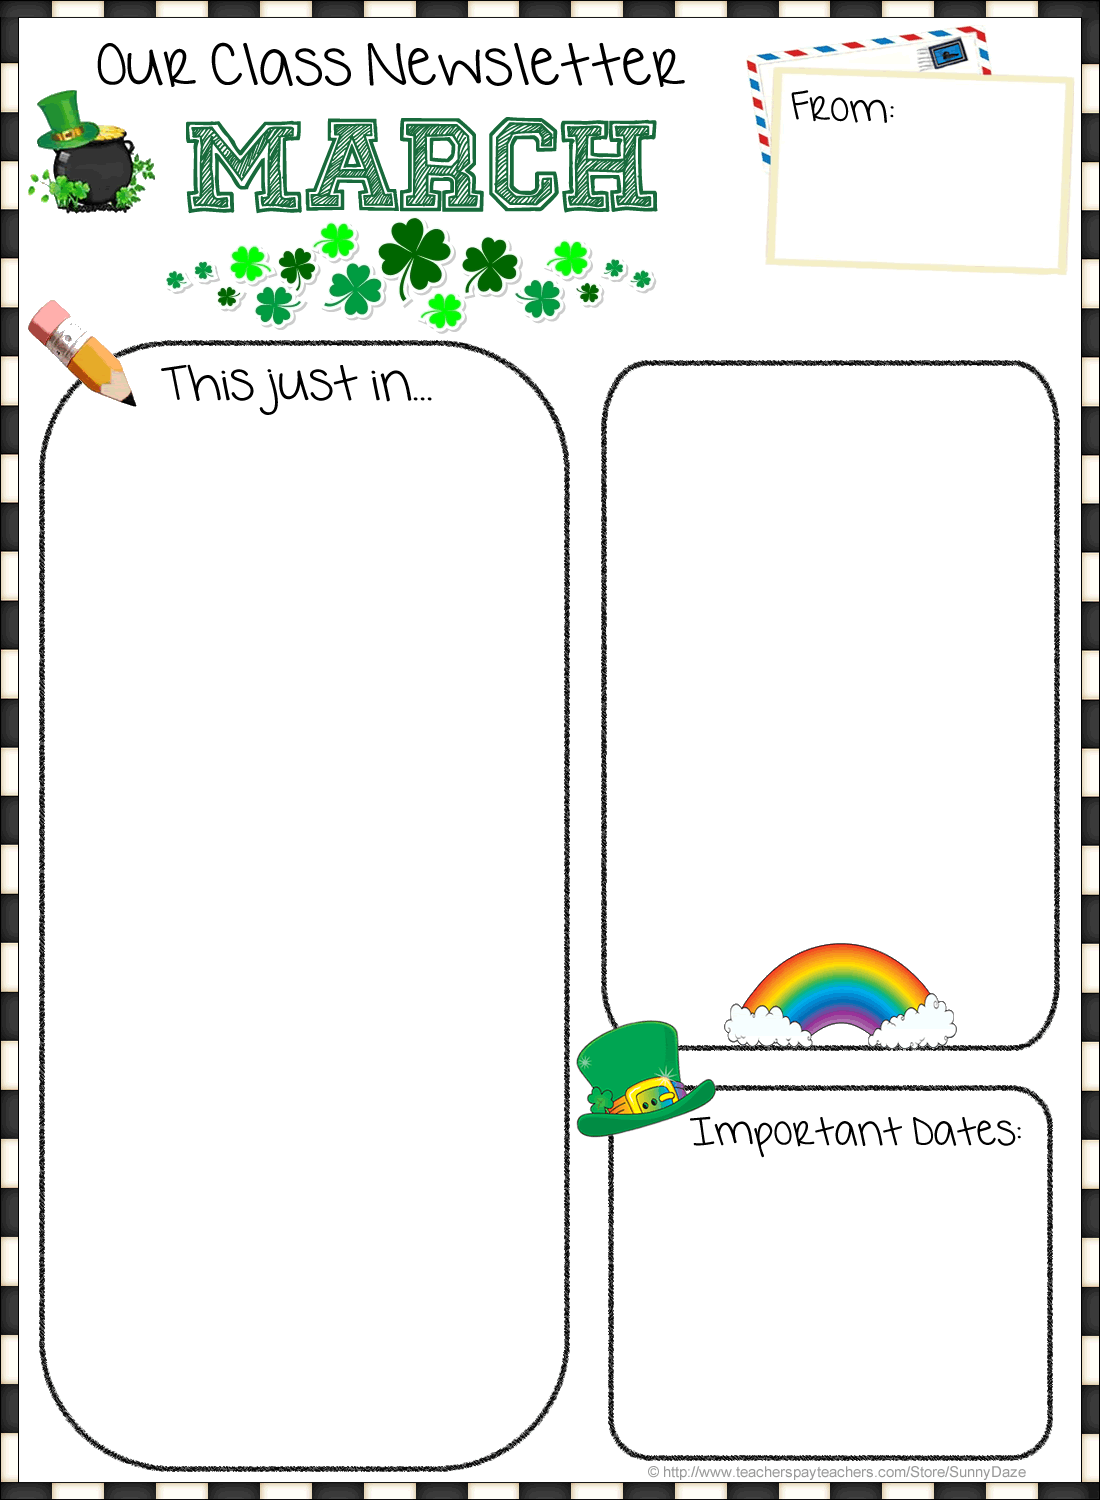 Our Class Newsletter
MARCH
From:
This just in...
Important Dates:
© http://www.teacherspayteachers.com/Store/SunnyDaze